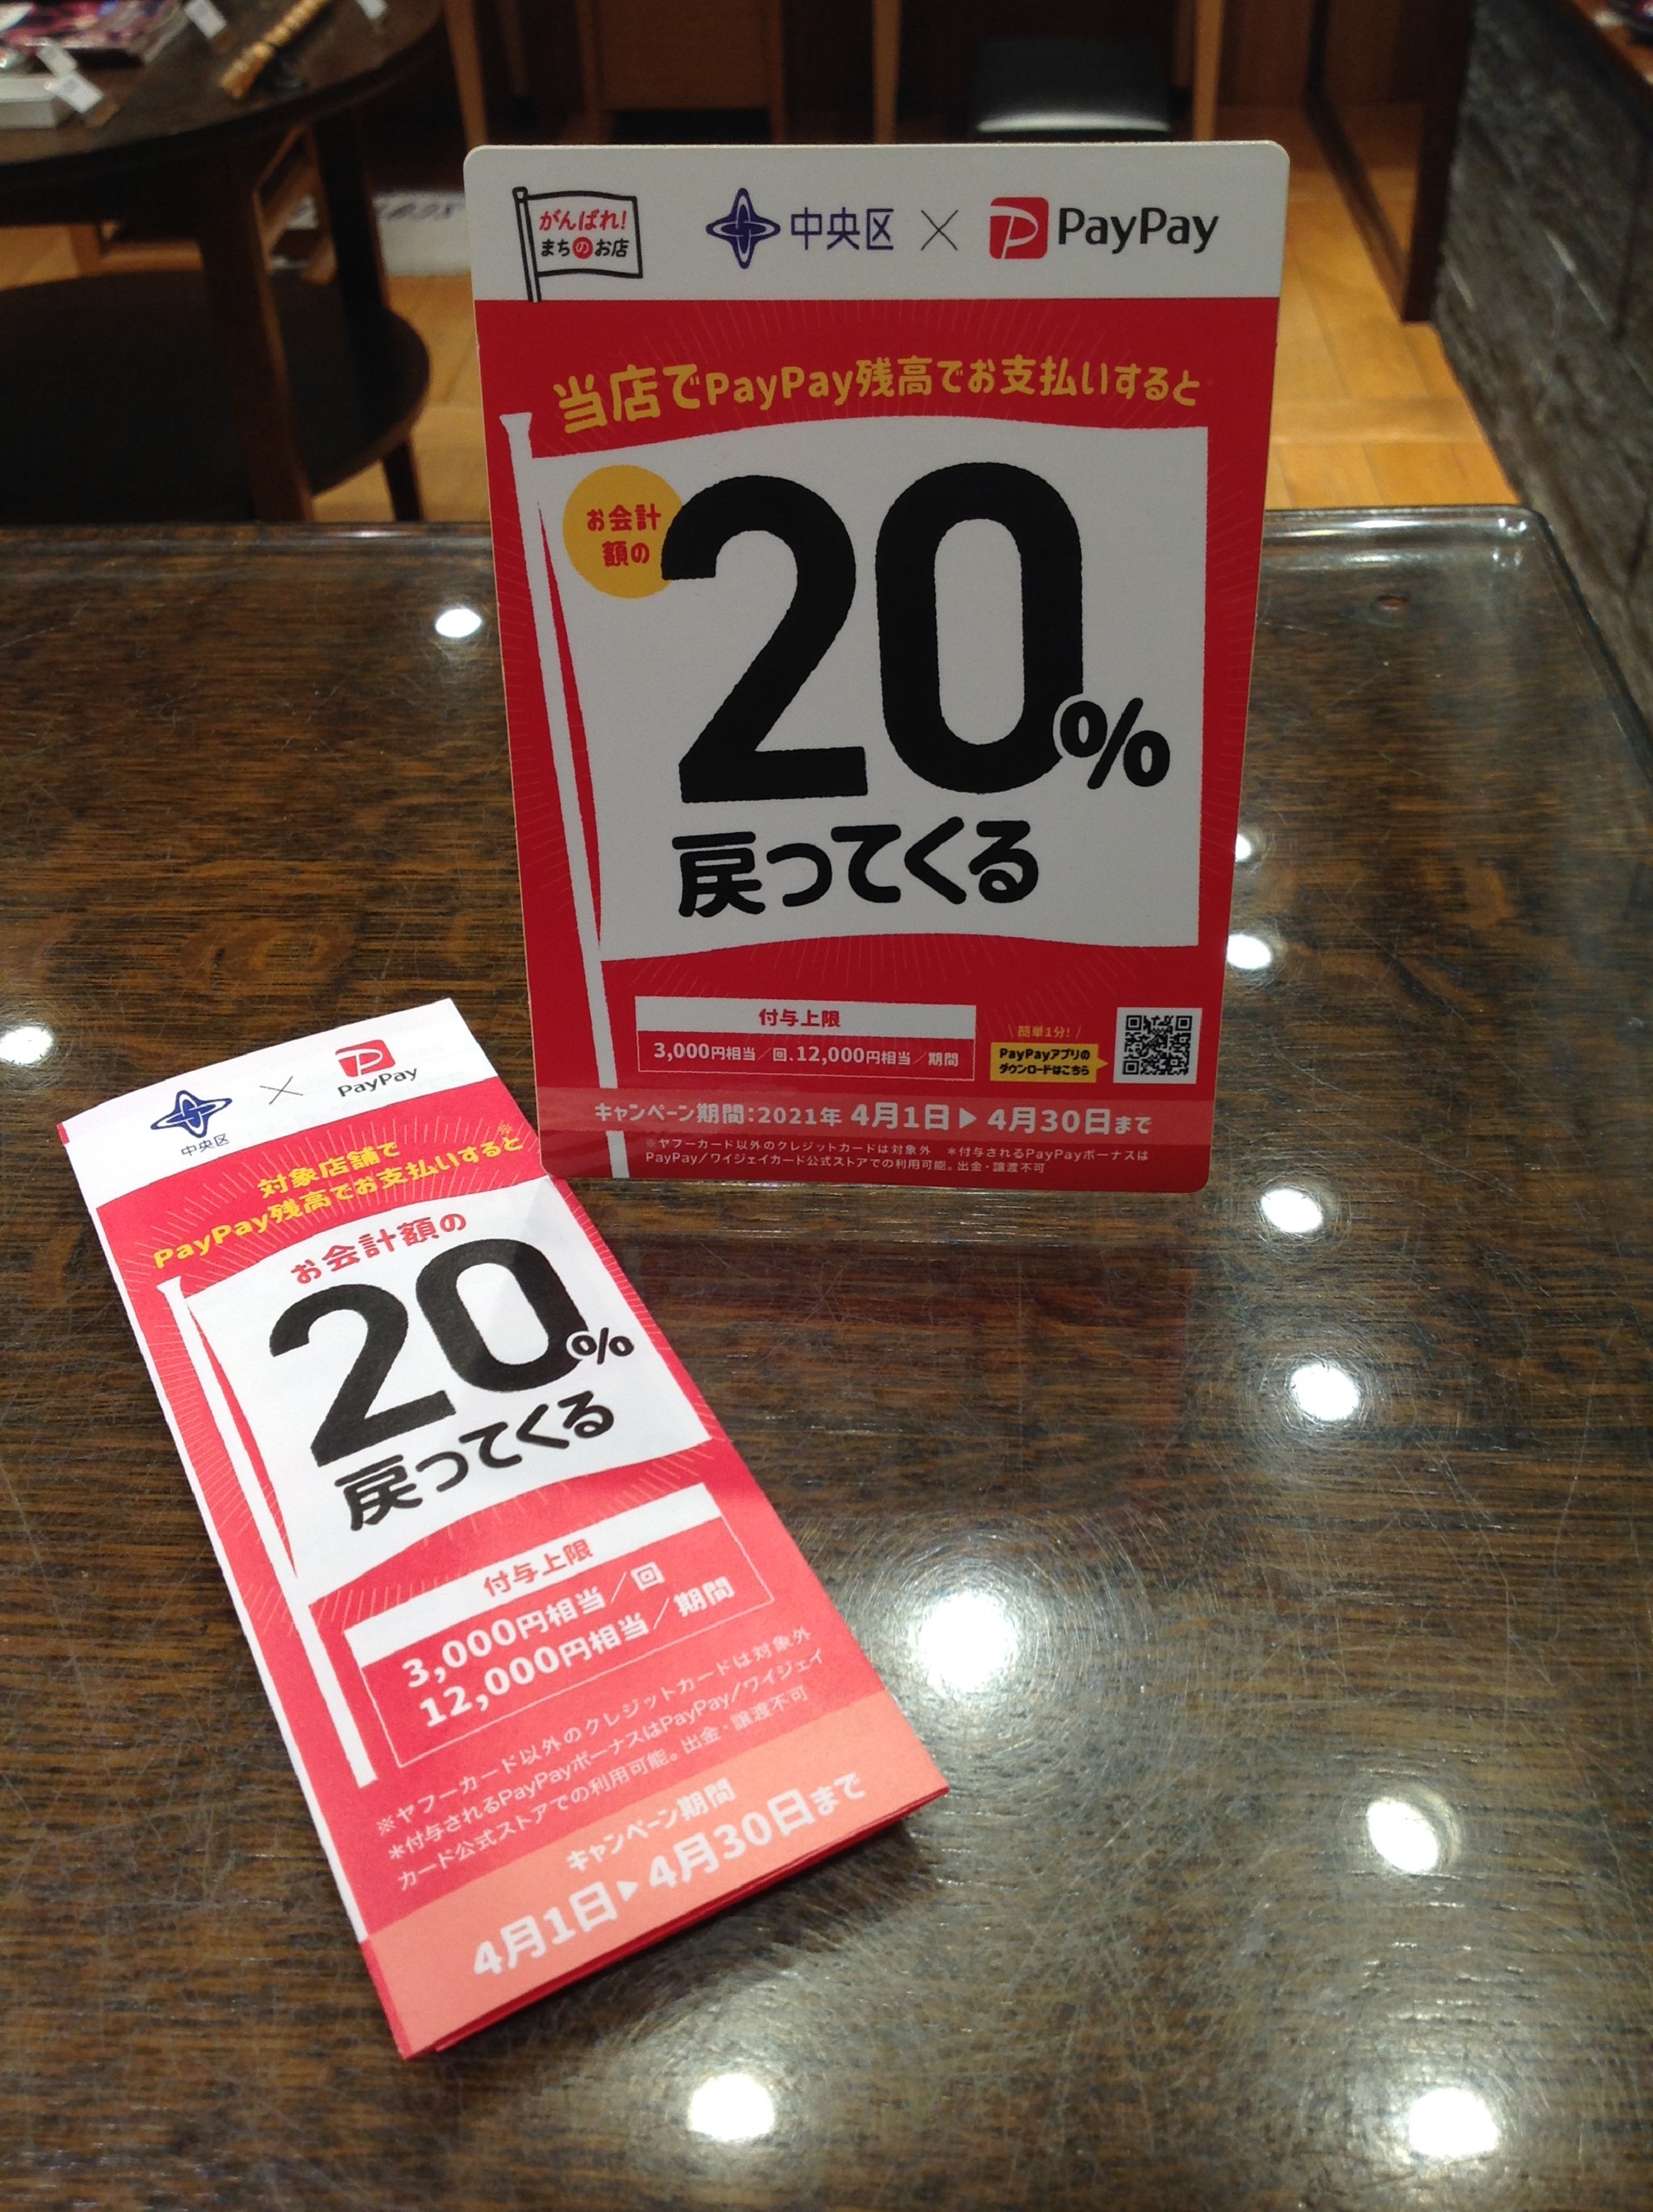 がんばれ!
まちのお店
中央区 × PayPay
当店でPayPay残高でお支払いすると
お会計
額の
20%
戻ってくる
付与上限
3,000円相当/回、12,000円相当/期間
\ 簡単1分! /
PayPayアプリの
ダウンロードはこちら
キャンペーン期間:2021年 4月1日▶4月30日まで
※ヤフーカード以外のクレジットカードは対象外 *付与されるPayPayボーナスは
PayPay/ワイジェイカード公式ストアでの利用可能。出金・譲渡不可
中央区 × PayPay
対象店舗で
PayPay残高でお支払いすると※
お会計額の
20%
戻ってくる
付与上限
3,000円相当/回
12,000円相当/期間
※ヤフーカード以外のクレジットカードは対象外
*付与されるPayPayボーナスはPayPay/ワイジェイ
カード公式ストアでの利用可能。出金・譲渡不可
キャンペーン期間
4月1日▶4月30日まで